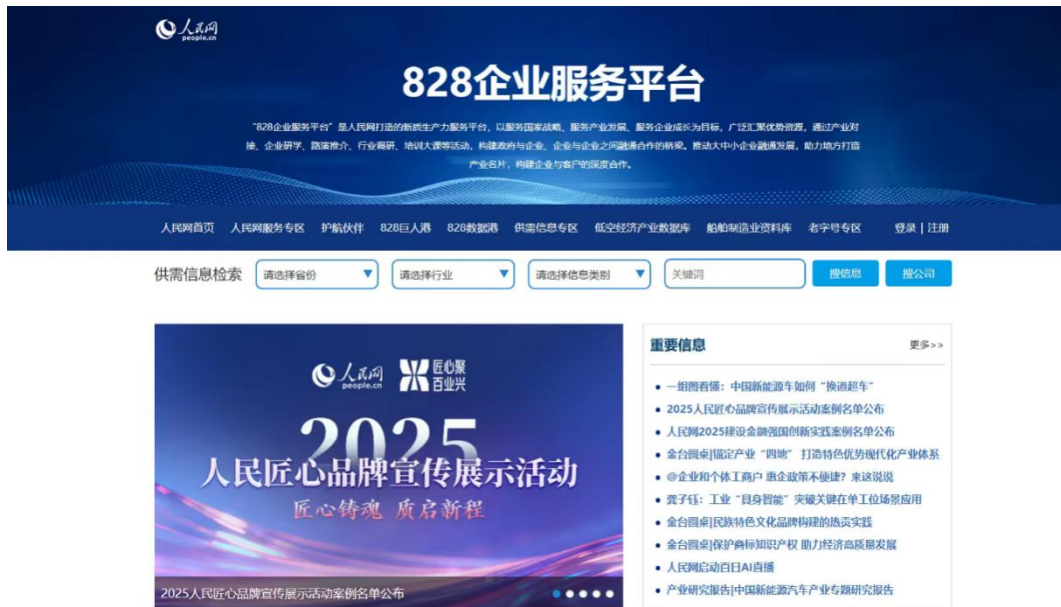 人民网
people.cn
828企业服务平台
“828企业服务平台”是人民网打造的新质生产力服务平台，以服务国家战略、服务产业发展、服务企业成长为目标，广泛汇聚优势资源，通过产业对
接、企业研学、路演推介、行业调研、培训大课等活动，构建政府与企业、企业与企业之间融通合作的桥梁。推动大中小企业融通发展，助力地方打造
产业名片，构建企业与客户的深度合作。
人民网首页 人民网服务专区 护航伙伴 828巨人港 828数据港 供需信息专区 低空经济产业数据库 船舶制造业资料库 老字号专区 登录 | 注册
供需信息检索 请选择省份 请选择行业 请选择信息类别 关键词 搜信息 搜公司
人民网
people.cn
匠心聚
百业兴
2025
人民匠心品牌宣传展示活动
匠心铸魂 质启新程
2025人民匠心品牌宣传展示活动案例名单公布
重要信息 更多>>
一组图看懂：中国新能源车如何“换道超车”
2025人民匠心品牌宣传展示活动案例名单公布
人民网2025建设金融强国创新实践案例名单公布
金台圆桌|锚定产业“四地” 打造特色优势现代化产业体系
@企业和个体工商户 惠企政策不便捷？来这说说
龚子钰：工业“具身智能”突破关键在单工位场景应用
金台圆桌|民族特色文化品牌构建的热贡实践
金台圆桌|保护商标知识产权 助力经济高质量发展
人民网启动百日AI直播
产业研究报告|中国新能源汽车产业专题研究报告